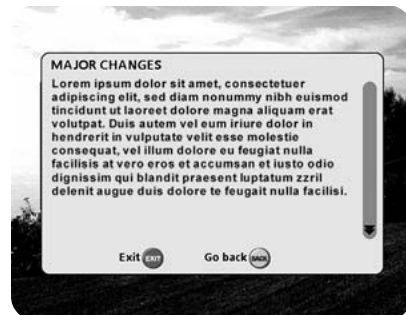 MAJOR CHANGES
Lorem ipsum dolor sit amet, consectetuer
adipiscing elit, sed diam nonummy nibh euismod
tincidunt ut laoreet dolore magna aliquam erat
volutpat. Duis autem vel eum iriure dolor in
hendrerit in vulputate velit esse molestie
consequat, vel illum dolore eu feugiat nulla
facilisis at vero eros et accumsan et iusto odio
dignissim qui blandit praesent luptatum zzril
delenit augue duis dolore te feugait nulla facilisi.
Exit EXIT Go back BACK